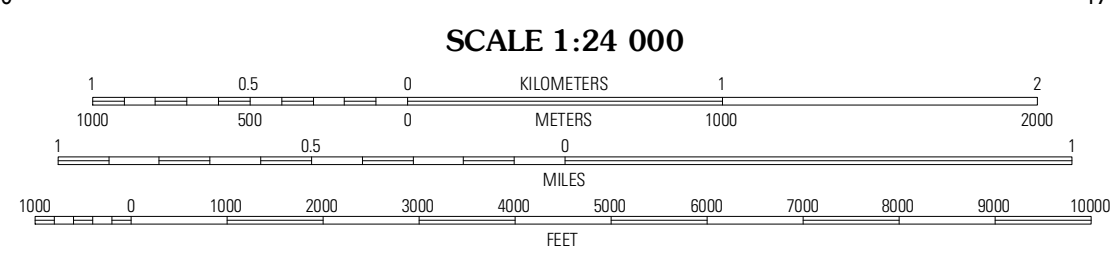 SCALE 1:24 000
1 0.5 0 KILOMETERS 1 2
1000 500 0 METERS 1000 2000
1 0.5 0 1
MILES
1000 0 1000 2000 3000 4000 5000 6000 7000 8000 9000 10000
FEET